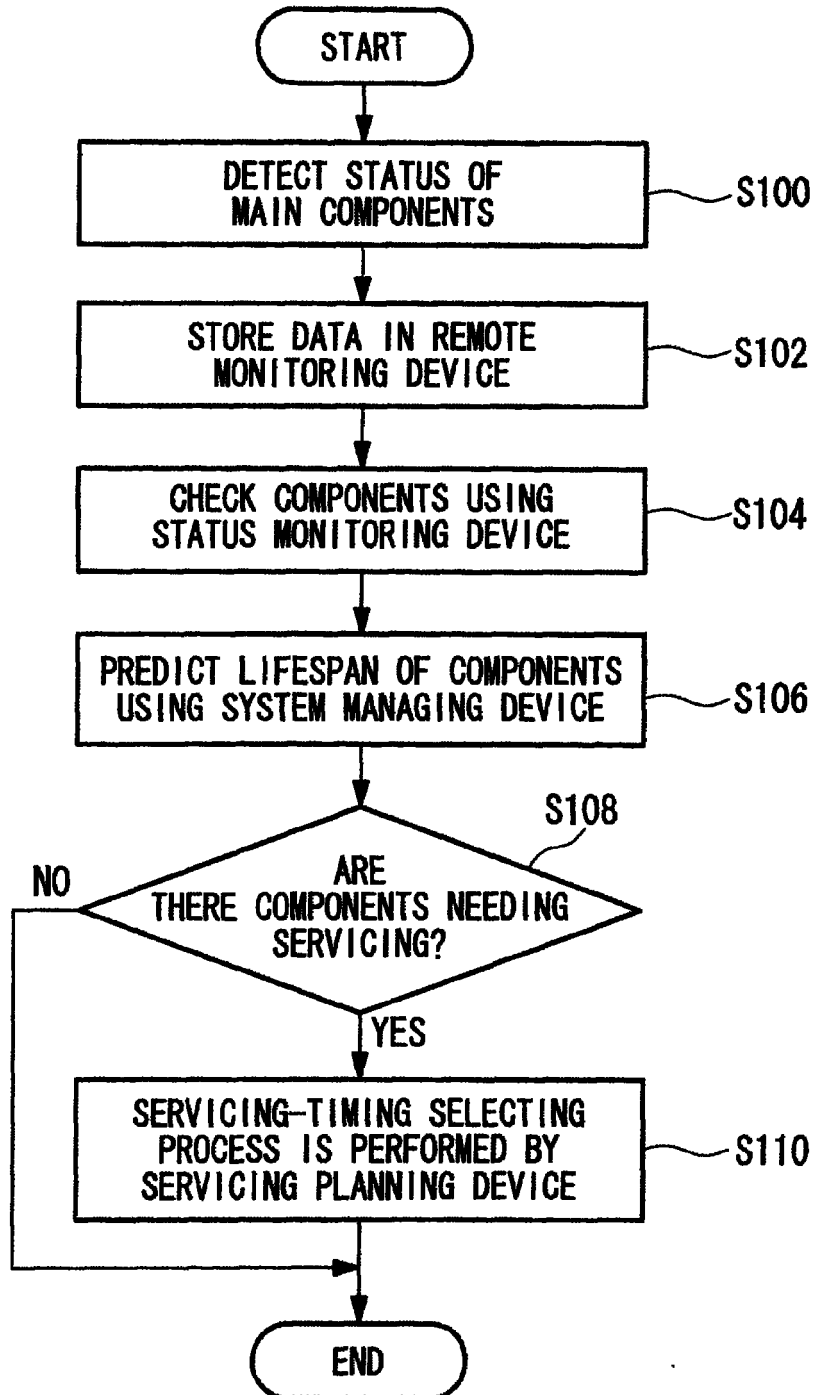 START
DETECT STATUS OF
MAIN COMPONENTS
S100
STORE DATA IN REMOTE
MONITORING DEVICE
S102
CHECK COMPONENTS USING
STATUS MONITORING DEVICE
S104
PREDICT LIFESPAN OF COMPONENTS
USING SYSTEM MANAGING DEVICE
S106
S108
NO
ARE
THERE COMPONENTS NEEDING
SERVICING?
YES
SERVICING-TIMING SELECTING
PROCESS IS PERFORMED BY
SERVICING PLANNING DEVICE
S110
END